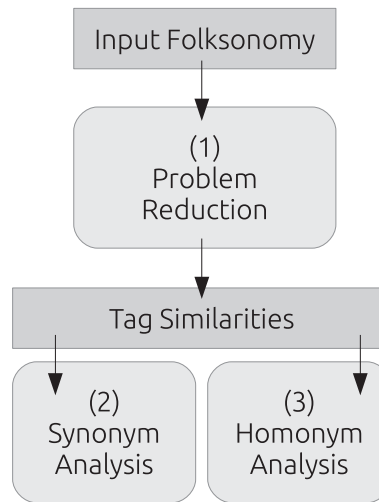 Input Folksonomy
(1)
Problem
Reduction
Tag Similarities
(2)
Synonym
Analysis
(3)
Homonym
Analysis